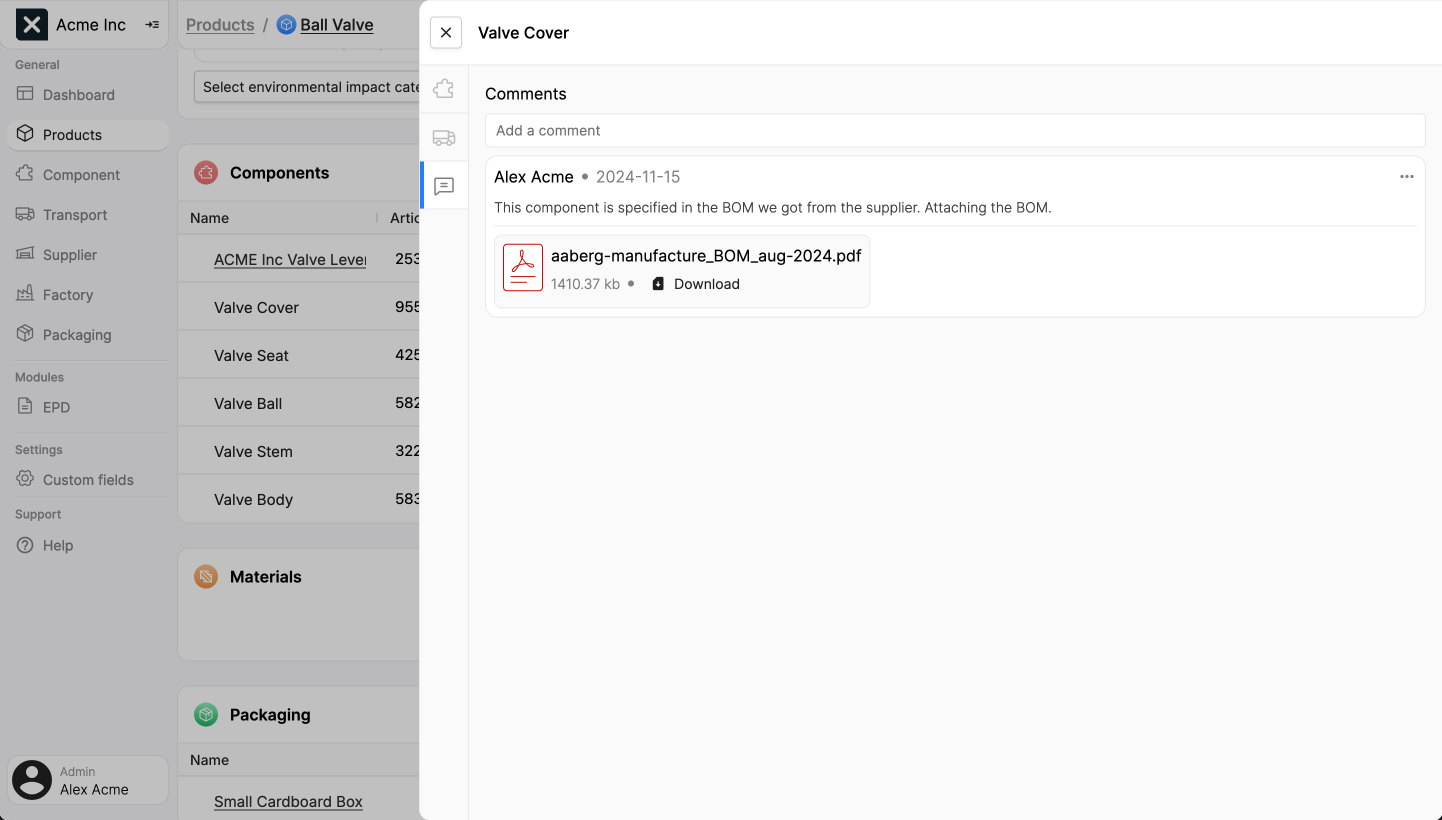 Acme Inc
General
Dashboard
Products
Component
Transport
Supplier
Factory
Packaging
Modules
EPD
Settings
Custom fields
Support
Help
Admin
Alex Acme
Products / Ball Valve
Select environmental impact cate
Components
Name Artic
ACME Inc Valve Lever 253
Valve Cover 955
Valve Seat 425
Valve Ball 582
Valve Stem 322
Valve Body 583
Materials
Packaging
Name
Small Cardboard Box
Valve Cover
Comments
Add a comment
Alex Acme • 2024-11-15
This component is specified in the BOM we got from the supplier. Attaching the BOM.
aaberg-manufacture_BOM_aug-2024.pdf
1410.37 kb • Download